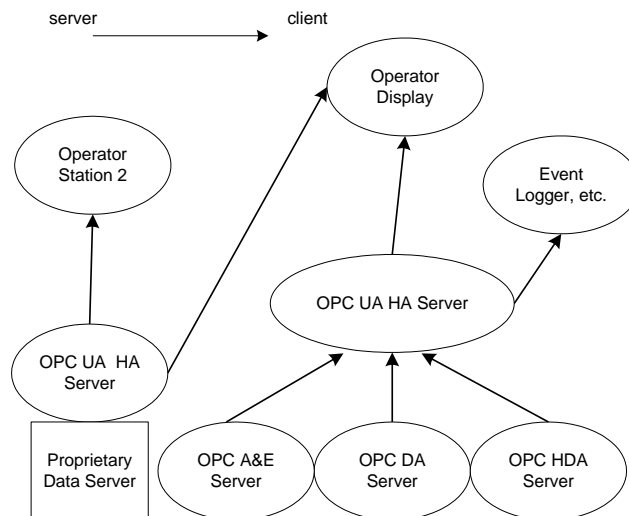 server
client
Operator
Display
Operator
Station 2
Event
Logger, etc.
OPC UA HA Server
OPC UA HA
Server
Proprietary
Data Server
OPC A&E
Server
OPC DA
Server
OPC HDA
Server